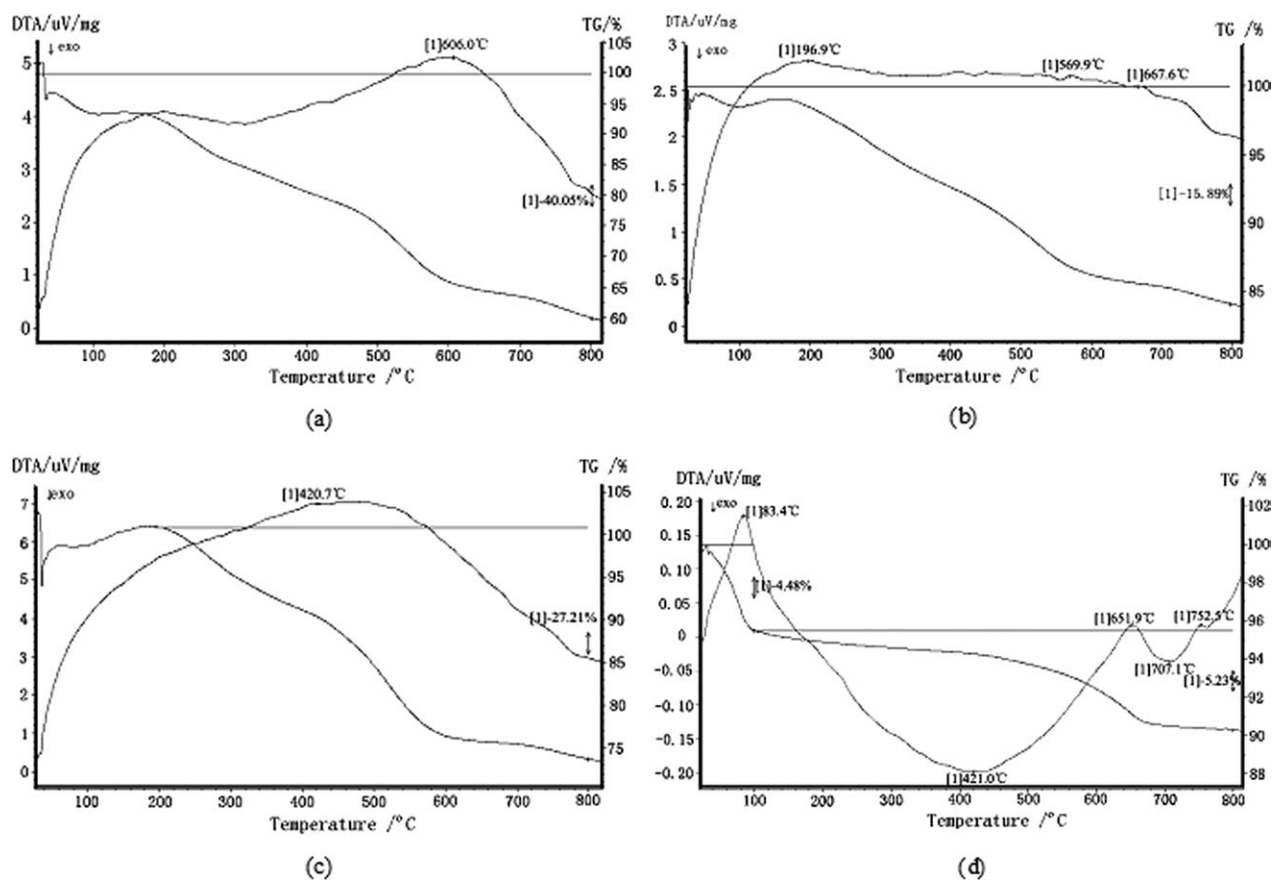 DTA/uV/mg TG/%
↓ exo
[1]606.0℃
105
5 100
95
4 90
85
3
80
[1]-40.05%
2 75
70
1
65
0 60
100 200 300 400 500 600 700 800
Temperature /°C
(a)
DTA/uV/mg TG /%
↓ exo
[1]196.9℃ [1]569.9℃ [1]667.6℃
3
2.5 100
2
95
1.5 [1]-15.89%
1 90
0.5 85
0
100 200 300 400 500 600 700 800
Temperature /°C
(b)
DTA/uV/mg TG /%
↓exo
[1]420.7℃
105
7
6 100
5 95
4
[1]-27.21%
90
3
85
2
80
1
75
0
100 200 300 400 500 600 700 800
Temperature /°C
(c)
DTA/uV/mg TG /%
↓exo
[1]83.4℃
0.20 102
0.15 100
0.10
[1]-4.48%
98
0.05
[1]651.9℃ [1]752.5℃
0 96
-0.05 94
[1]707.1℃
[1]-5.23%
-0.10 92
-0.15 90
-0.20 88
[1]421.0℃
100 200 300 400 500 600 700 800
Temperature /°C
(d)